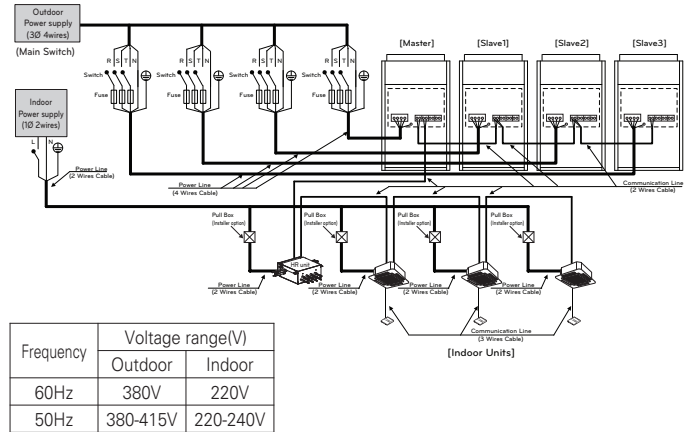 Outdoor
Power supply
(3Ø 4wires)
(Main Switch)
R S T N
R S T N
R S T N
R S T N
Switch
Switch
Switch
Switch
Fuse
Fuse
Fuse
Fuse
[Master]
[Slave1]
[Slave2]
[Slave3]
Indoor
Power supply
(1Ø 2wires)
L
N
Power Line
(2 Wires Cable)
Power Line
(4 Wires Cable)
Communication Line
(2 Wires Cable)
Pull Box
(Installer option)
Pull Box
(Installer option)
Pull Box
(Installer option)
Pull Box
(Installer option)
HR unit
Power Line
(2 Wires Cable)
Power Line
(2 Wires Cable)
Power Line
(2 Wires Cable)
Power Line
(2 Wires Cable)
Communication Line
(3 Wires Cable)
[Indoor Units]
Frequency
Voltage range(V)
Outdoor Indoor
60Hz 380V 220V
50Hz 380-415V 220-240V